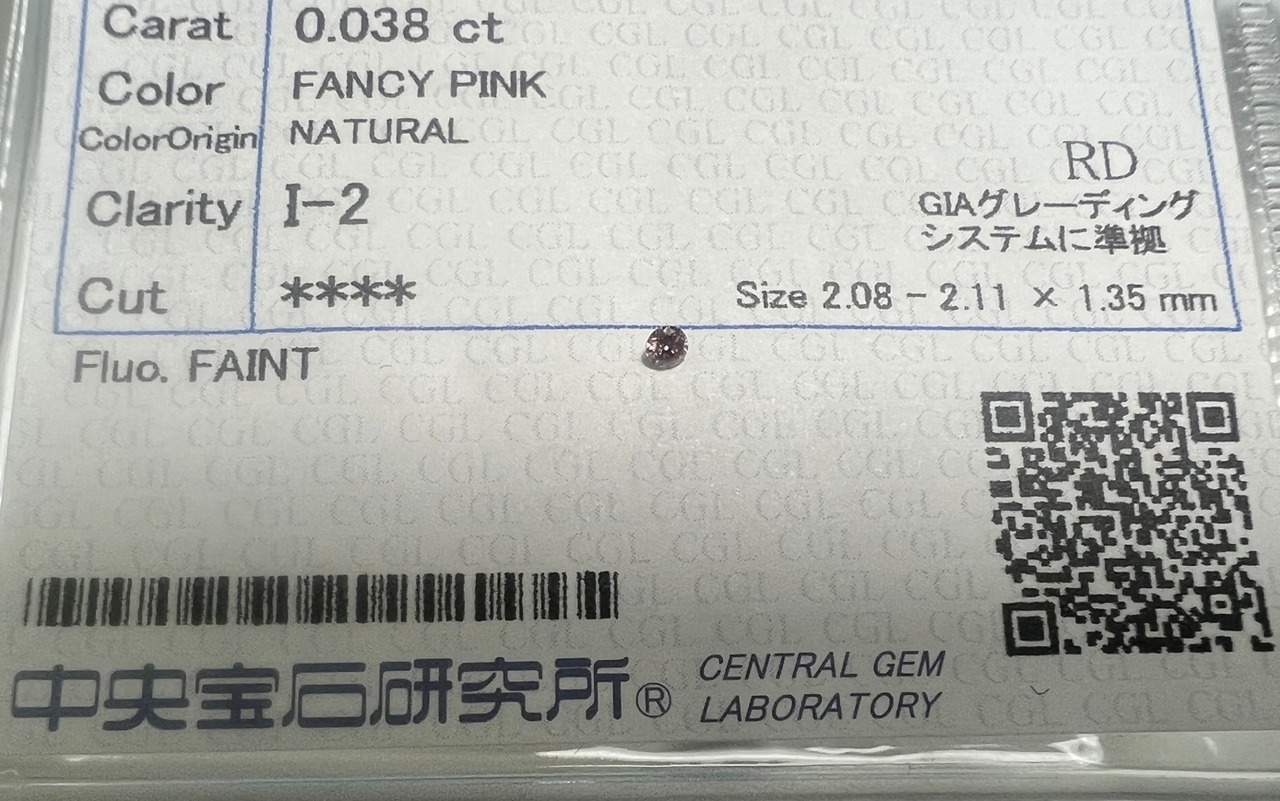 Carat 0.038 ct
Color FANCY PINK
ColorOrigin NATURAL
Clarity I-2
RD
GIAグレーディング
システムに準拠
Cut ****
Size 2.08 - 2.11 × 1.35 mm
Fluo. FAINT
中央宝石研究所® CENTRAL GEM
LABORATORY